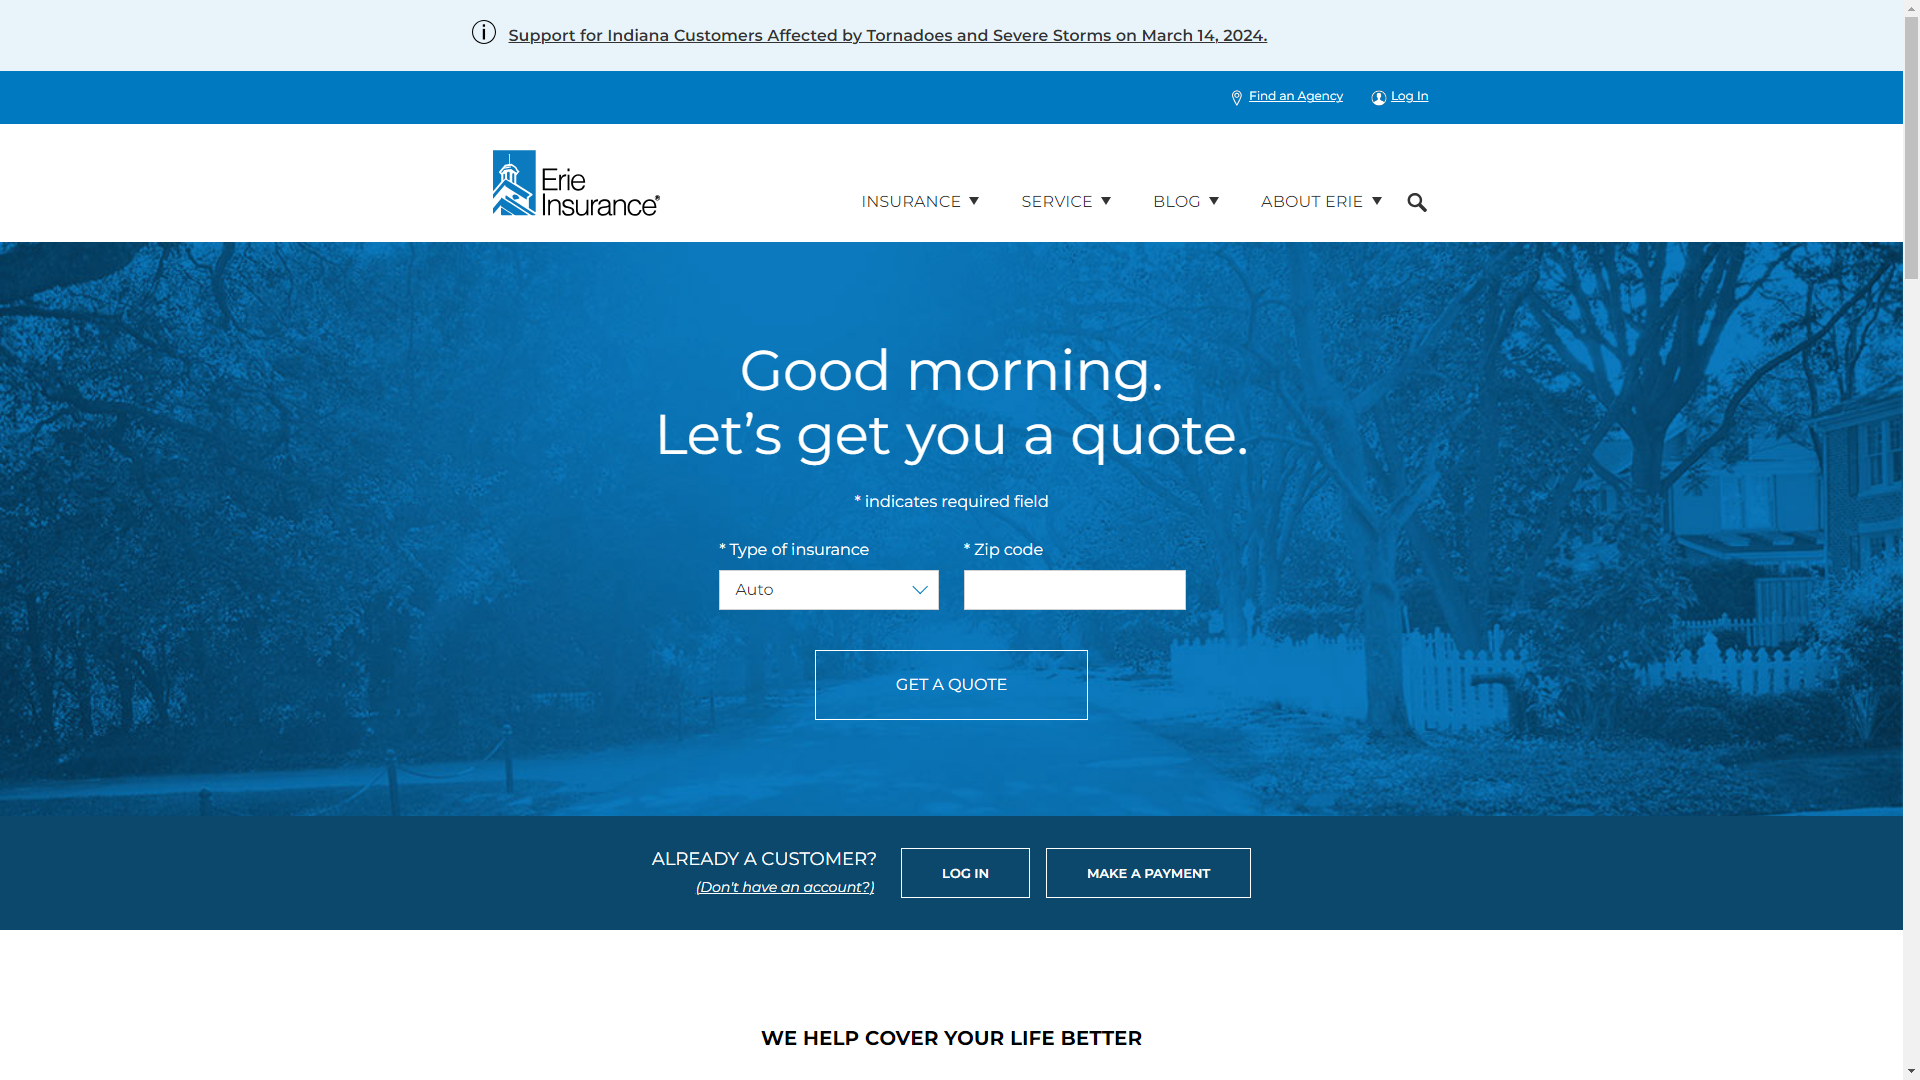 Support for Indiana Customers Affected by Tornadoes and Severe Storms on March 14, 2024.
Find an Agency
Log In
Erie
Insurance®
INSURANCE
SERVICE
BLOG
ABOUT ERIE
Good morning.
Let's get you a quote.
* indicates required field
* Type of insurance
* Zip code
Auto
GET A QUOTE
ALREADY A CUSTOMER?
(Don't have an account?)
LOG IN
MAKE A PAYMENT
WE HELP COVER YOUR LIFE BETTER